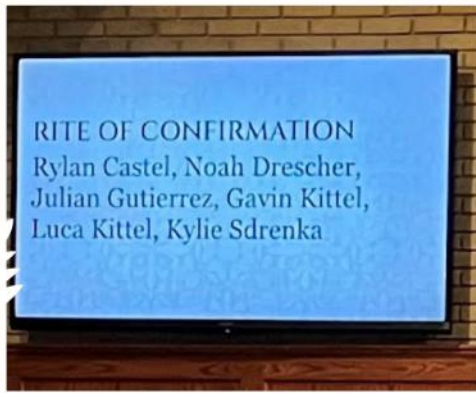 RITE OF CONFIRMATION
Rylan Castel, Noah Drescher,
Julian Gutierrez, Gavin Kittel,
Luca Kittel, Kylie Sdrenka